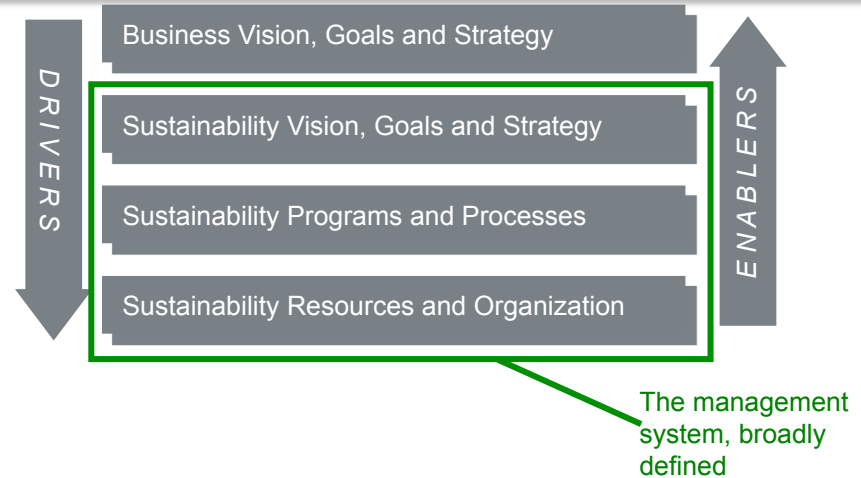 Business Vision, Goals and Strategy
DRIVERS
ENABLERS
Sustainability Vision, Goals and Strategy
Sustainability Programs and Processes
Sustainability Resources and Organization
The management
system, broadly
defined